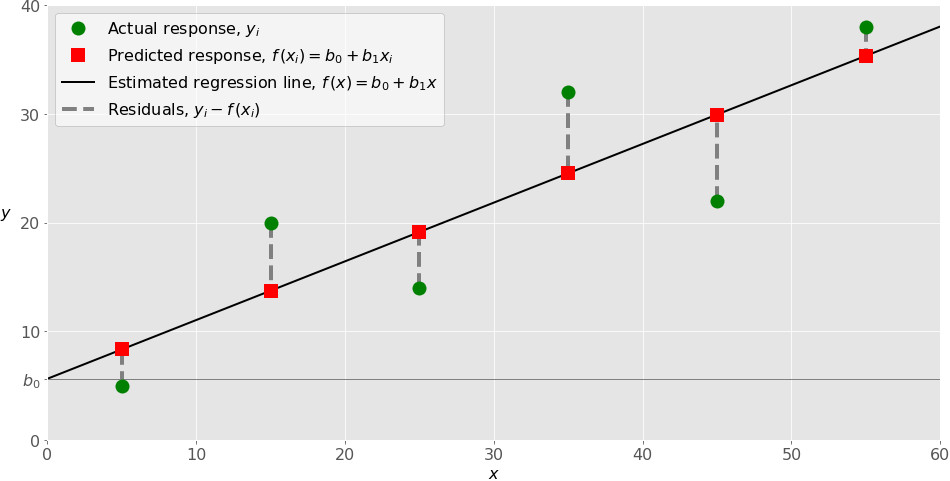 40
Actual response, yᵢ
Predicted response, f(xᵢ) = b₀ + b₁xᵢ
Estimated regression line, f(x) = b₀ + b₁x
Residuals, yᵢ − f(xᵢ)
30
y
20
10
b₀
0
0 10 20 30 40 50 60
x